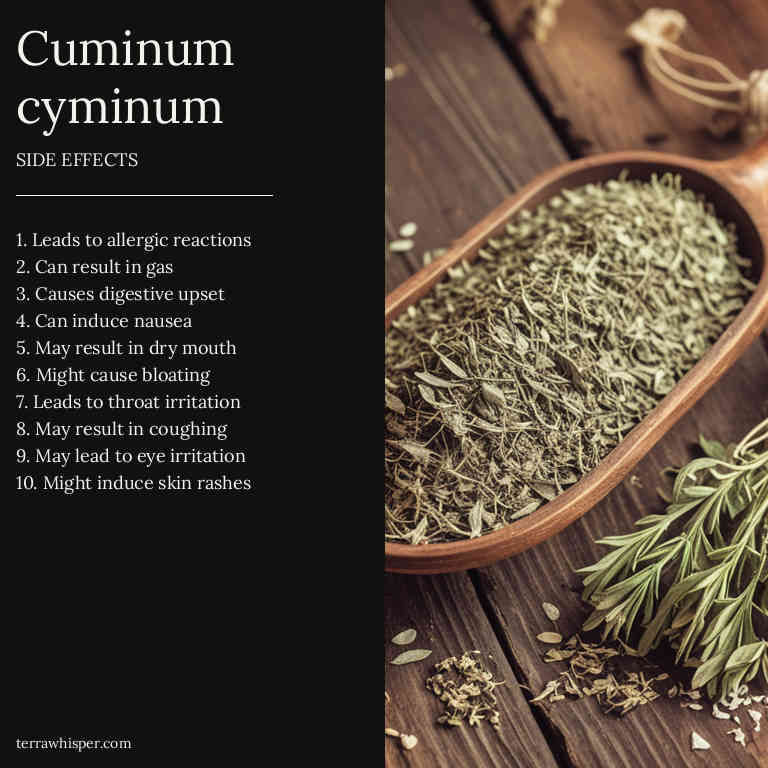 Cuminum
cyminum
SIDE EFFECTS
1. Leads to allergic reactions
2. Can result in gas
3. Causes digestive upset
4. Can induce nausea
5. May result in dry mouth
6. Might cause bloating
7. Leads to throat irritation
8. May result in coughing
9. May lead to eye irritation
10. Might induce skin rashes
terrawhisper.com